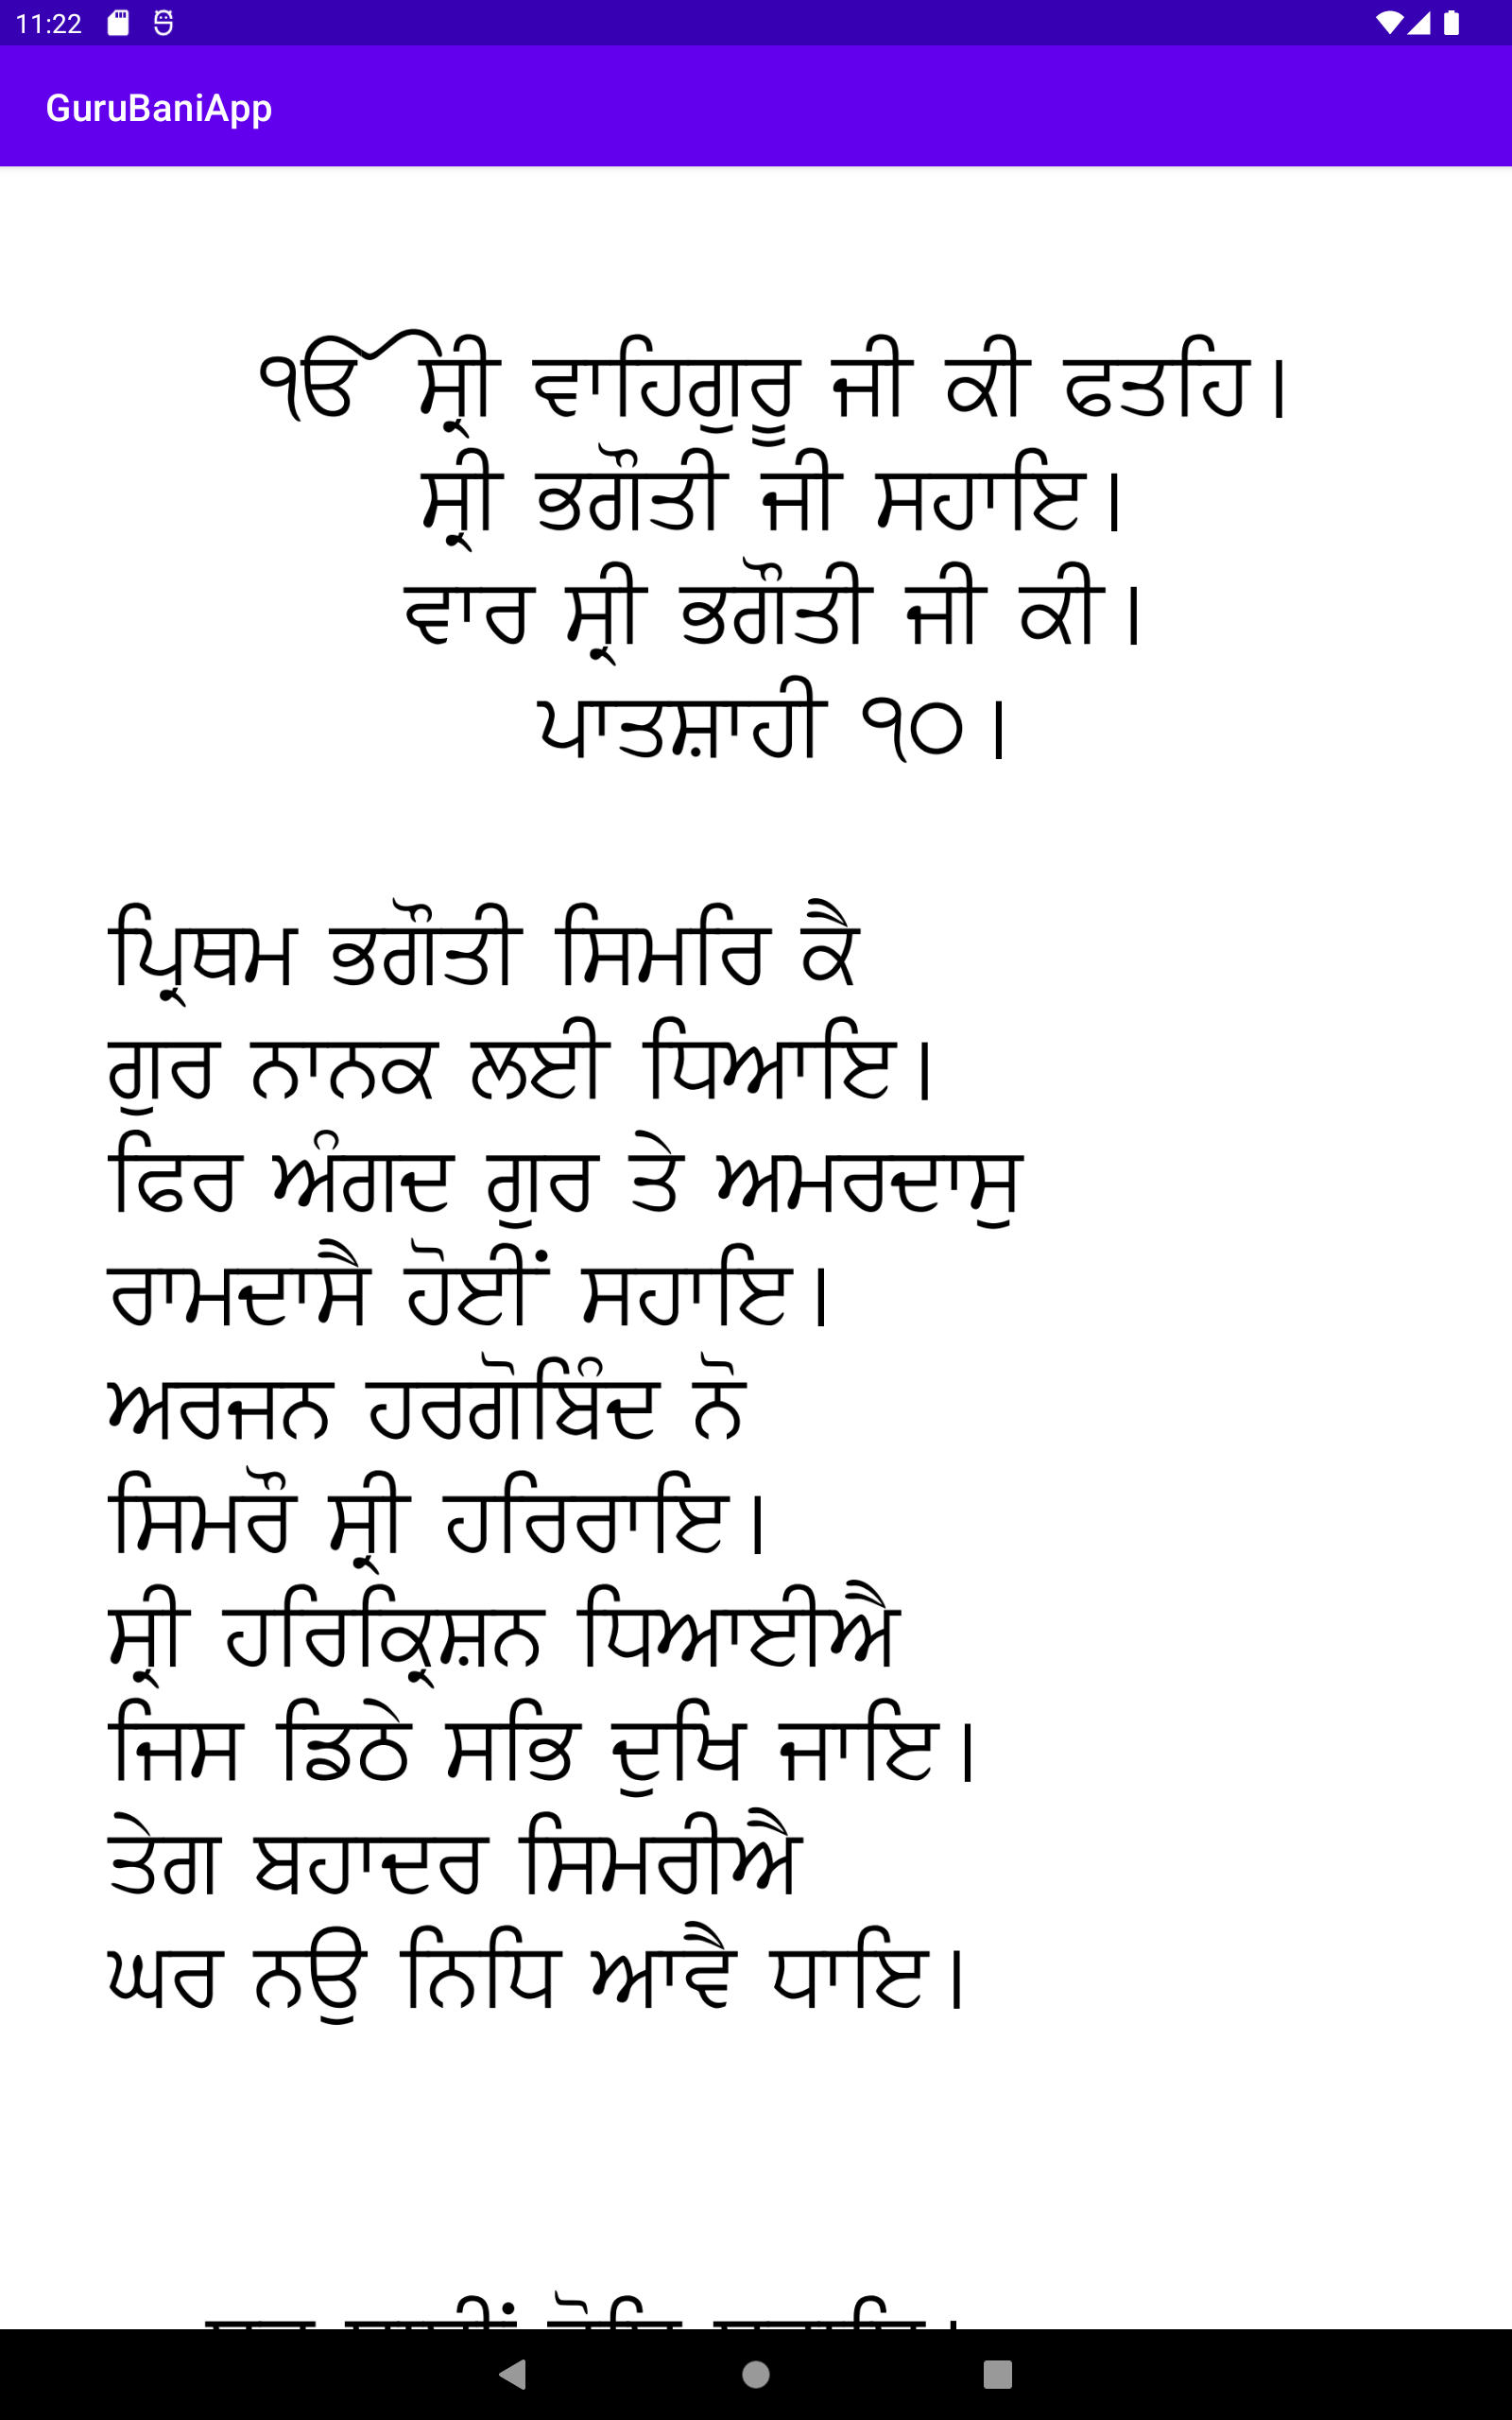 11:22
GuruBaniApp
ੴ ਸ੍ਰੀ ਵਾਹਿਗੁਰੂ ਜੀ ਕੀ ਫਤਹਿ।
ਸ੍ਰੀ ਭਗੌਤੀ ਜੀ ਸਹਾਇ।
ਵਾਰ ਸ੍ਰੀ ਭਗੌਤੀ ਜੀ ਕੀ।
ਪਾਤਸ਼ਾਹੀ ੧੦।
ਪ੍ਰਿਥਮ ਭਗੌਤੀ ਸਿਮਰਿ ਕੈ
ਗੁਰ ਨਾਨਕ ਲਈ ਧਿਆਇ।
ਫਿਰ ਅੰਗਦ ਗੁਰ ਤੇ ਅਮਰਦਾਸੁ
ਰਾਮਦਾਸੈ ਹੋਈਂ ਸਹਾਇ।
ਅਰਜਨ ਹਰਗੋਬਿੰਦ ਨੋ
ਸਿਮਰੌ ਸ੍ਰੀ ਹਰਿਰਾਇ।
ਸ੍ਰੀ ਹਰਿਕ੍ਰਿਸ਼ਨ ਧਿਆਈਐ
ਜਿਸ ਡਿਠੇ ਸਭਿ ਦੁਖਿ ਜਾਇ।
ਤੇਗ ਬਹਾਦਰ ਸਿਮਰੀਐ
ਘਰ ਨਉ ਨਿਧਿ ਆਵੈ ਧਾਇ।